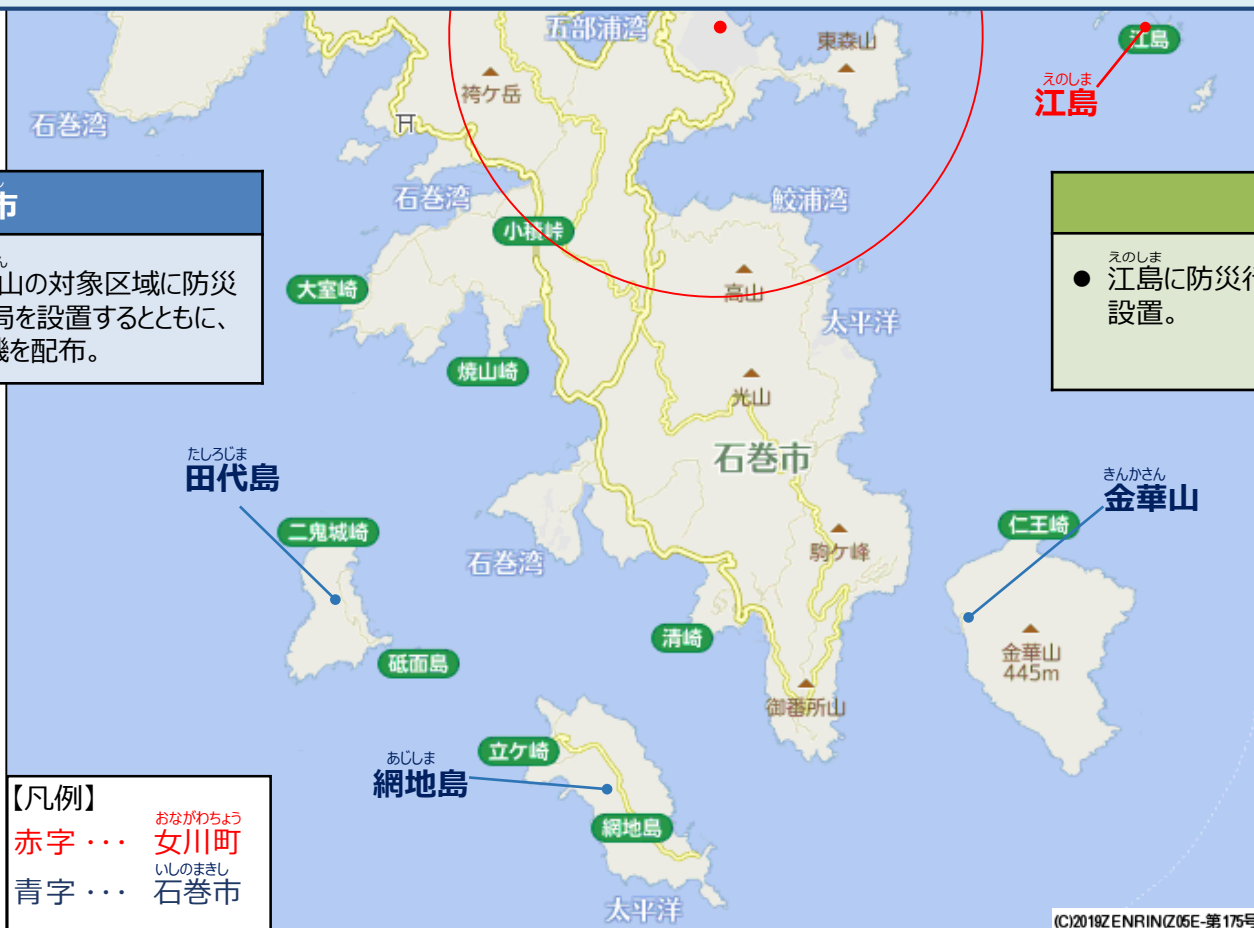 五部浦湾
東森山
江島
えのしま
江島
袴ケ岳
石巻湾
市
石巻湾
鮫浦湾
小積峠
山の対象区域に防災
局を設置するとともに、
機を配布。
大室崎
高山
太平洋
えのしま
● 江島に防災行
設置。
焼山崎
光山
石巻市
たしろじま
田代島
きんかさん
金華山
二鬼城崎
仁王崎
石巻湾
駒ケ峰
清崎
砥面島
金華山
445m
御番所山
立ケ崎
あじしま
網地島
網地島
太平洋
【凡例】
おながわちょう
赤字 ・・・ 女川町
いしのまきし
青字 ・・・ 石巻市
(C)2019ZENRIN(Z05E-第175号